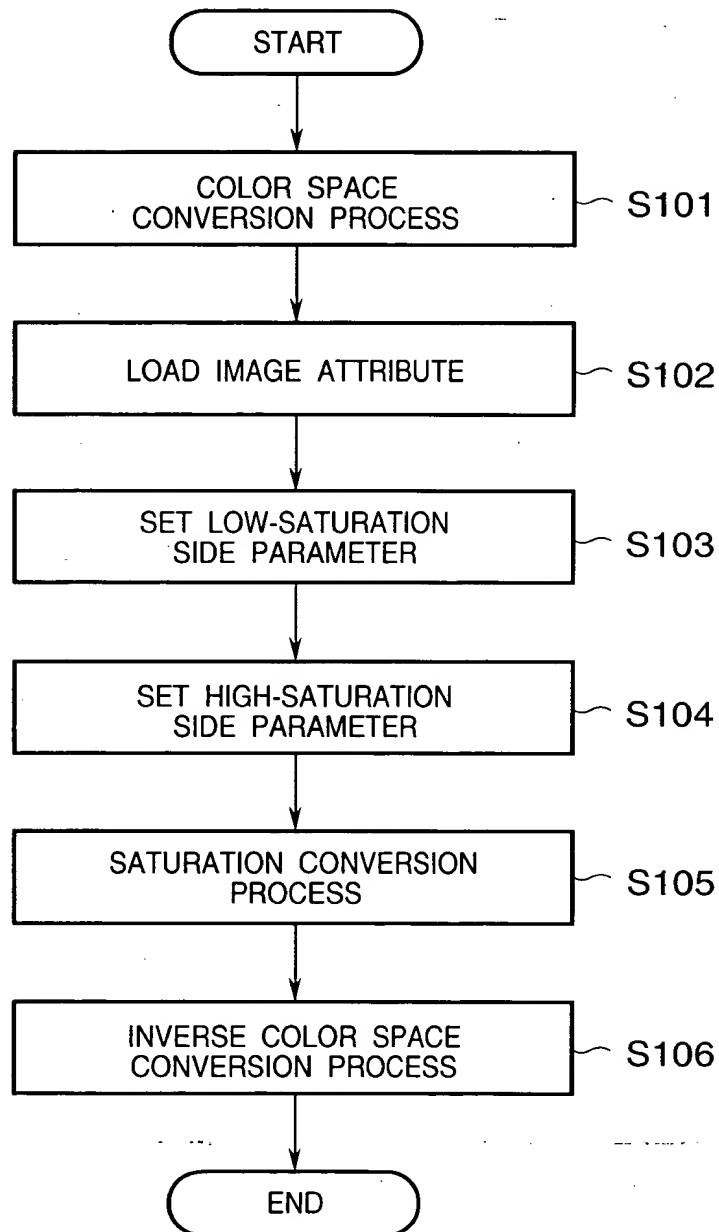 START
COLOR SPACE
CONVERSION PROCESS
S101
LOAD IMAGE ATTRIBUTE
S102
SET LOW-SATURATION
SIDE PARAMETER
S103
SET HIGH-SATURATION
SIDE PARAMETER
S104
SATURATION CONVERSION
PROCESS
S105
INVERSE COLOR SPACE
CONVERSION PROCESS
S106
END